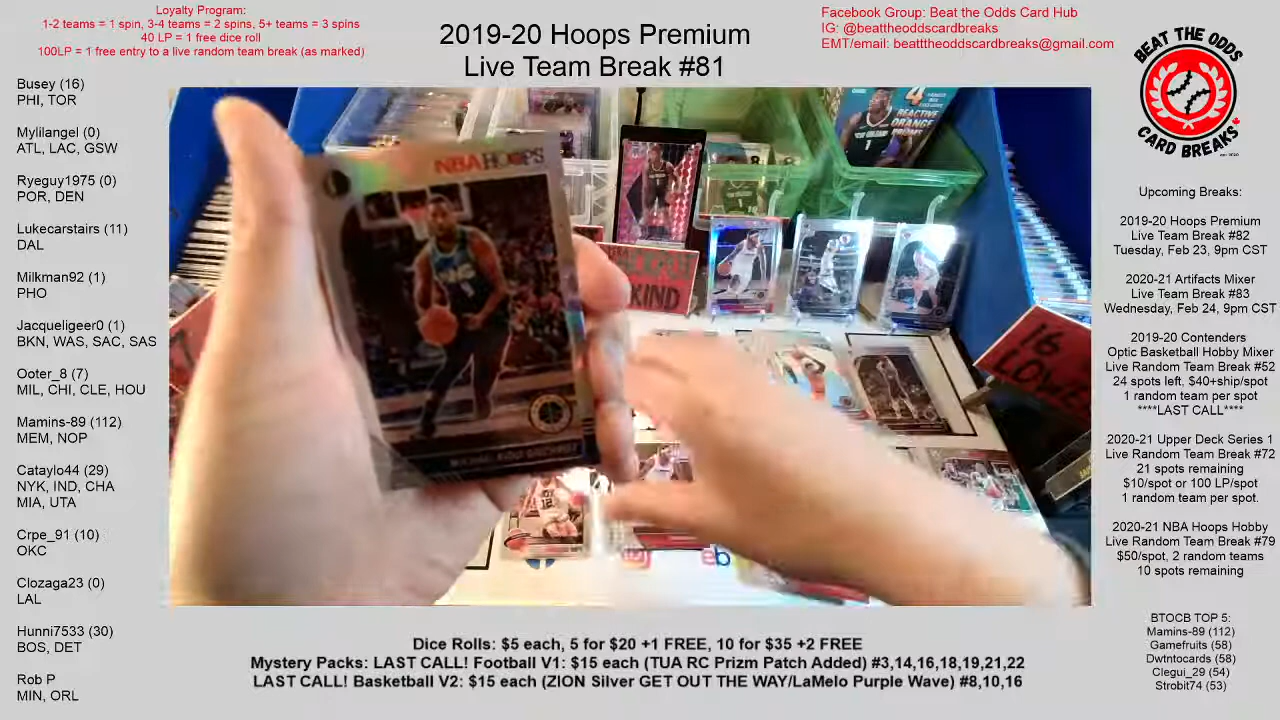 Loyalty Program:
1-2 teams = 1 spin, 3-4 teams = 2 spins, 5+ teams = 3 spins
40 LP = 1 free dice roll
100LP = 1 free entry to a live random team break (as marked)
2019-20 Hoops Premium
Live Team Break #81
Facebook Group: Beat the Odds Card Hub
IG: @beattheoddscardbreaks
EMT/email: beattheoddscardbreaks@gmail.com
BEAT THE ODDS
CARD BREAKS
Busey (16)
PHI, TOR
Mylilangel (0)
ATL, LAC, GSW
Ryeguy1975 (0)
POR, DEN
Lukecarstairs (11)
DAL
Milkman92 (1)
PHO
Jacqueligeer0 (1)
BKN, WAS, SAC, SAS
Ooter_8 (7)
MIL, CHI, CLE, HOU
Mamins-89 (112)
MEM, NOP
Cataylo44 (29)
NYK, IND, CHA
MIA, UTA
Crpe_91 (10)
OKC
Clozaga23 (0)
LAL
Hunni7533 (30)
BOS, DET
Rob P
MIN, ORL
NBA HOOPS
4
REACTIVE
ORANGE
KIND
16
LOWE
Upcoming Breaks:
2019-20 Hoops Premium
Live Team Break #82
Tuesday, Feb 23, 9pm CST
2020-21 Artifacts Mixer
Live Team Break #83
Wednesday, Feb 24, 9pm CST
2019-20 Contenders
Optic Basketball Hobby Mixer
Live Random Team Break #52
24 spots left, $40+ship/spot
1 random team per spot
****LAST CALL****
2020-21 Upper Deck Series 1
Live Random Team Break #72
21 spots remaining
$10/spot or 100 LP/spot
1 random team per spot.
2020-21 NBA Hoops Hobby
Live Random Team Break #79
$50/spot, 2 random teams
10 spots remaining
BTOCB TOP 5:
Mamins-89 (112)
Gamefruits (58)
Dwtntocards (58)
Clegui_29 (54)
Strobit74 (53)
Dice Rolls: $5 each, 5 for $20 +1 FREE, 10 for $35 +2 FREE
Mystery Packs: LAST CALL! Football V1: $15 each (TUA RC Prizm Patch Added) #3,14,16,18,19,21,22
LAST CALL! Basketball V2: $15 each (ZION Silver GET OUT THE WAY/LaMelo Purple Wave) #8,10,16